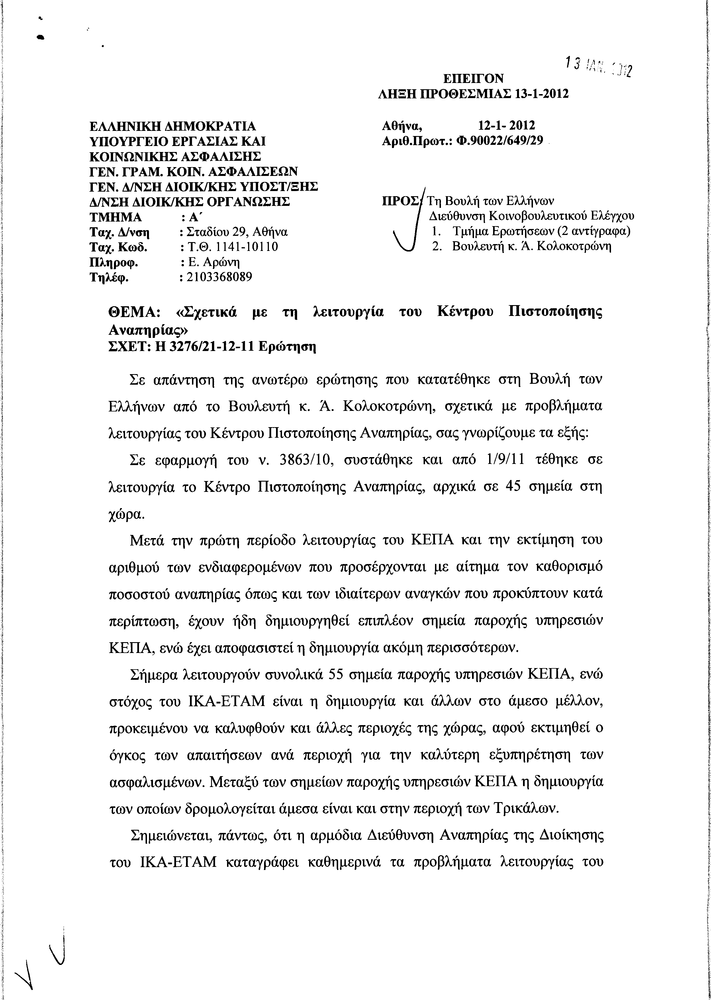 13 ΙΑΝ. 2012
ΕΠΕΙΓΟΝ
ΛΗΞΗ ΠΡΟΘΕΣΜΙΑΣ 13-1-2012
ΕΛΛΗΝΙΚΗ ΔΗΜΟΚΡΑΤΙΑ
ΥΠΟΥΡΓΕΙΟ ΕΡΓΑΣΙΑΣ ΚΑΙ
ΚΟΙΝΩΝΙΚΗΣ ΑΣΦΑΛΙΣΗΣ
ΓΕΝ. ΓΡΑΜ. ΚΟΙΝ. ΑΣΦΑΛΙΣΕΩΝ
ΓΕΝ. Δ/ΝΣΗ ΔΙΟΙΚ/ΚΗΣ ΥΠΟΣΤ/ΞΗΣ
Δ/ΝΣΗ ΔΙΟΙΚ/ΚΗΣ ΟΡΓΑΝΩΣΗΣ
ΤΜΗΜΑ : Α΄
Ταχ. Δ/νση : Σταδίου 29, Αθήνα
Ταχ. Κωδ. : Τ.Θ. 1141-10110
Πληροφ. : Ε. Αρώνη
Τηλέφ. : 2103368089
Αθήνα, 12-1- 2012
Αριθ.Πρωτ.: Φ.90022/649/29
ΠΡΟΣ: Τη Βουλή των Ελλήνων
Διεύθυνση Κοινοβουλευτικού Ελέγχου
1. Τμήμα Ερωτήσεων (2 αντίγραφα)
2. Βουλευτή κ. Ά. Κολοκοτρώνη
ΘΕΜΑ: «Σχετικά με τη λειτουργία του Κέντρου Πιστοποίησης
Αναπηρίας»
ΣΧΕΤ: Η 3276/21-12-11 Ερώτηση
Σε απάντηση της ανωτέρω ερώτησης που κατατέθηκε στη Βουλή των
Ελλήνων από το Βουλευτή κ. Ά. Κολοκοτρώνη, σχετικά με προβλήματα
λειτουργίας του Κέντρου Πιστοποίησης Αναπηρίας, σας γνωρίζουμε τα εξής:
Σε εφαρμογή του ν. 3863/10, συστάθηκε και από 1/9/11 τέθηκε σε
λειτουργία το Κέντρο Πιστοποίησης Αναπηρίας, αρχικά σε 45 σημεία στη
χώρα.
Μετά την πρώτη περίοδο λειτουργίας του ΚΕΠΑ και την εκτίμηση του
αριθμού των ενδιαφερομένων που προσέρχονται με αίτημα τον καθορισμό
ποσοστού αναπηρίας όπως και των ιδιαίτερων αναγκών που προκύπτουν κατά
περίπτωση, έχουν ήδη δημιουργηθεί επιπλέον σημεία παροχής υπηρεσιών
ΚΕΠΑ, ενώ έχει αποφασιστεί η δημιουργία ακόμη περισσότερων.
Σήμερα λειτουργούν συνολικά 55 σημεία παροχής υπηρεσιών ΚΕΠΑ, ενώ
στόχος του ΙΚΑ-ΕΤΑΜ είναι η δημιουργία και άλλων στο άμεσο μέλλον,
προκειμένου να καλυφθούν και άλλες περιοχές της χώρας, αφού εκτιμηθεί ο
όγκος των απαιτήσεων ανά περιοχή για την καλύτερη εξυπηρέτηση των
ασφαλισμένων. Μεταξύ των σημείων παροχής υπηρεσιών ΚΕΠΑ η δημιουργία
των οποίων δρομολογείται άμεσα είναι και στην περιοχή των Τρικάλων.
Σημειώνεται, πάντως, ότι η αρμόδια Διεύθυνση Αναπηρίας της Διοίκησης
του ΙΚΑ-ΕΤΑΜ καταγράφει καθημερινά τα προβλήματα λειτουργίας του